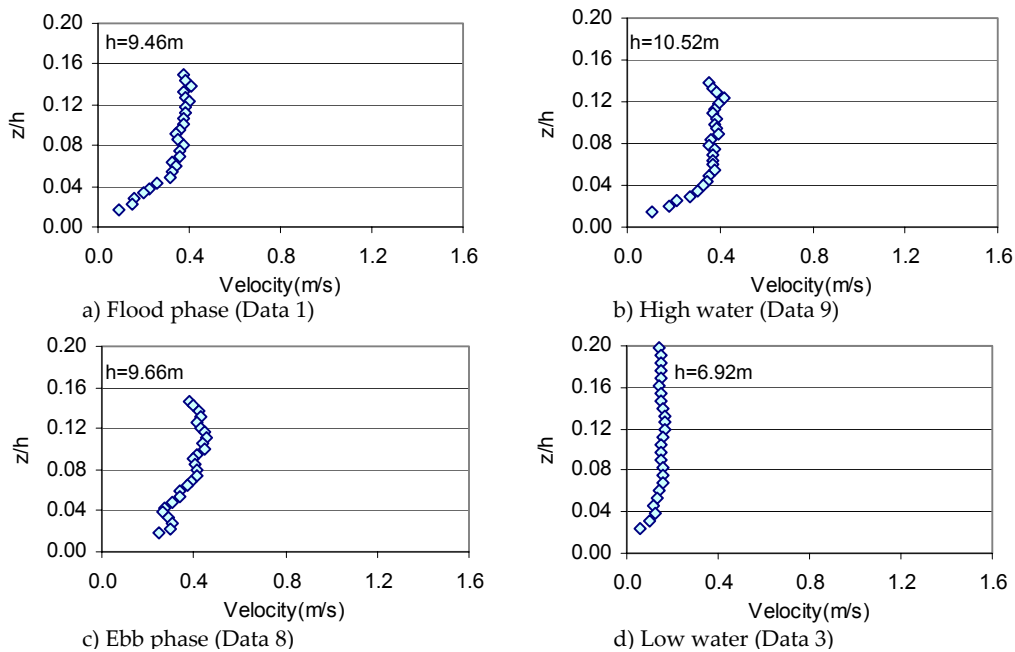 0.20
h=9.46m
0.16
0.12
z/h
0.08
0.04
0.00
0.0 0.4 0.8 1.2 1.6
Velocity(m/s)
a) Flood phase (Data 1)
0.20
h=10.52m
0.16
0.12
z/h
0.08
0.04
0.00
0.0 0.4 0.8 1.2 1.6
Velocity(m/s)
b) High water (Data 9)
0.20
h=9.66m
0.16
0.12
z/h
0.08
0.04
0.00
0.0 0.4 0.8 1.2 1.6
Velocity(m/s)
c) Ebb phase (Data 8)
0.20
h=6.92m
0.16
0.12
z/h
0.08
0.04
0.00
0.0 0.4 0.8 1.2 1.6
Velocity(m/s)
d) Low water (Data 3)